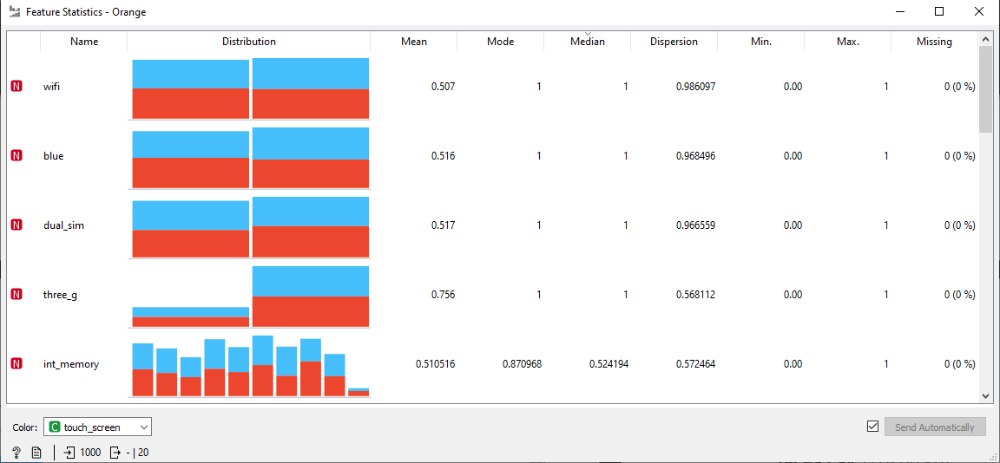 Feature Statistics - Orange
Name Distribution Mean Mode Median Dispersion Min. Max. Missing
N wifi 0.507 1 1 0.986097 0.00 1 0 (0 %)
N blue 0.516 1 1 0.968496 0.00 1 0 (0 %)
N dual_sim 0.517 1 1 0.966559 0.00 1 0 (0 %)
N three_g 0.756 1 1 0.568112 0.00 1 0 (0 %)
N int_memory 0.510516 0.870968 0.524194 0.572464 0.00 1 0 (0 %)
Color: C touch_screen Send Automatically
? 1000 - | 20